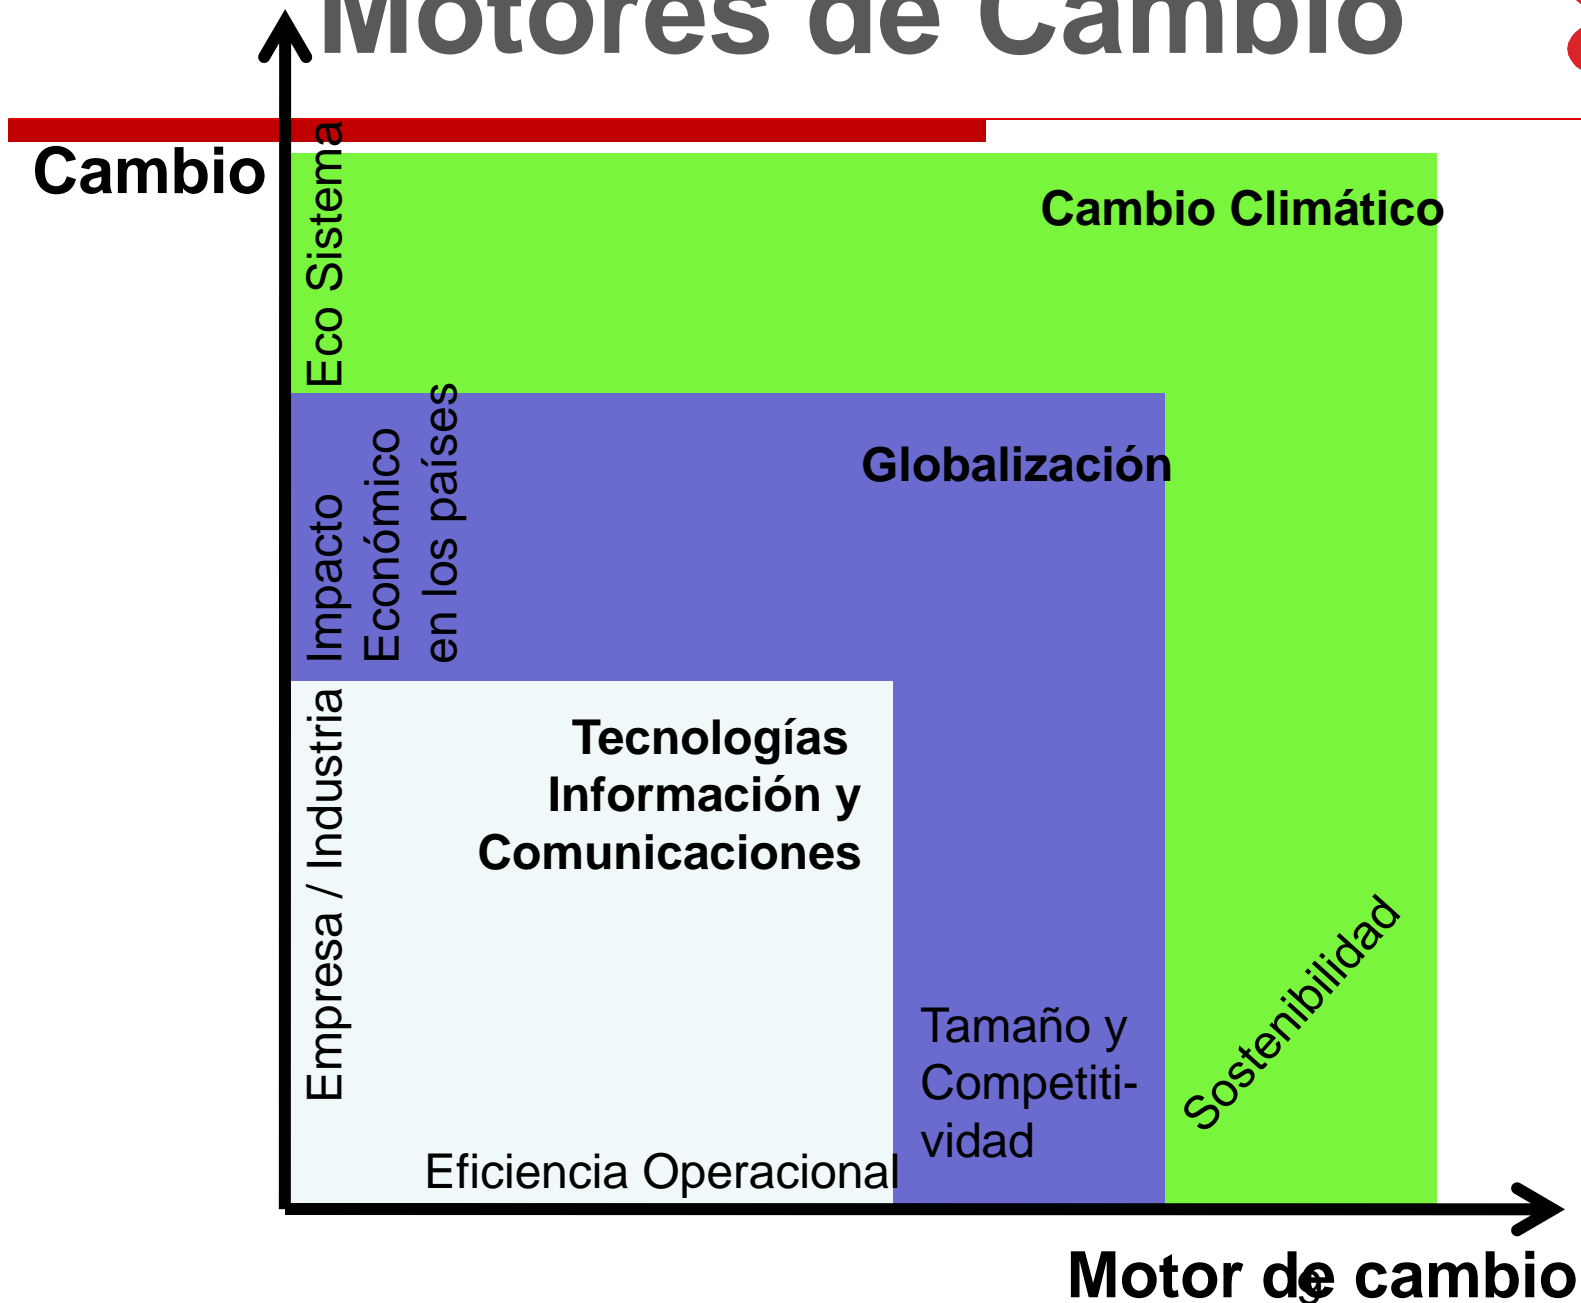 Motores de Cambio
Cambio
Eco Sistema
Cambio Climático
Impacto
Económico
en los países
Globalización
Empresa / Industria
Tecnologías
Información y
Comunicaciones
Tamaño y
Competiti-
vidad
Sostenibilidad
Eficiencia Operacional
Motor de cambio